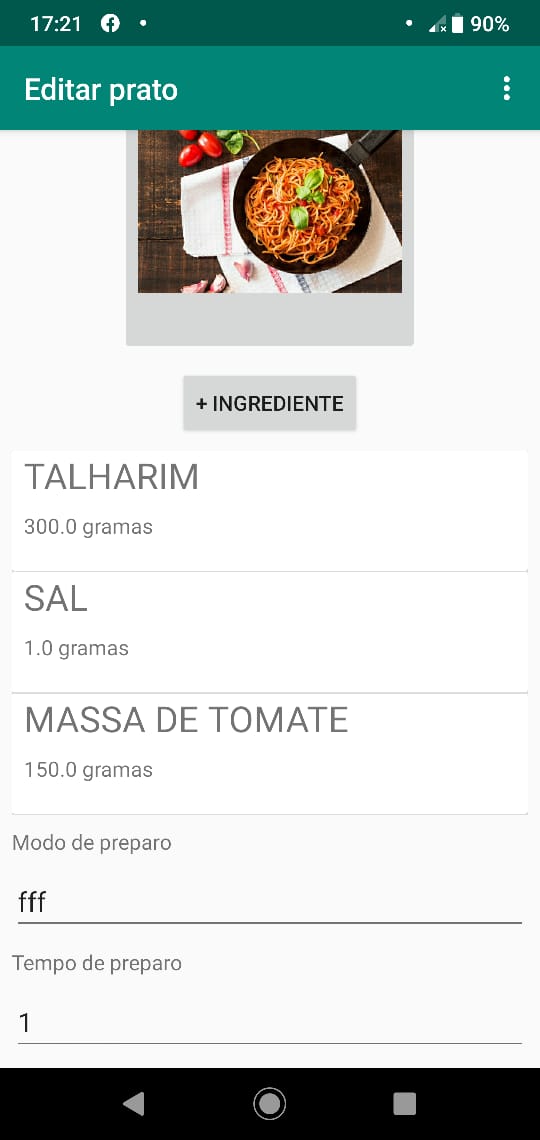 17:21
90%
Editar prato
+ INGREDIENTE
TALHARIM
300.0 gramas
SAL
1.0 gramas
MASSA DE TOMATE
150.0 gramas
Modo de preparo
fff
Tempo de preparo
1